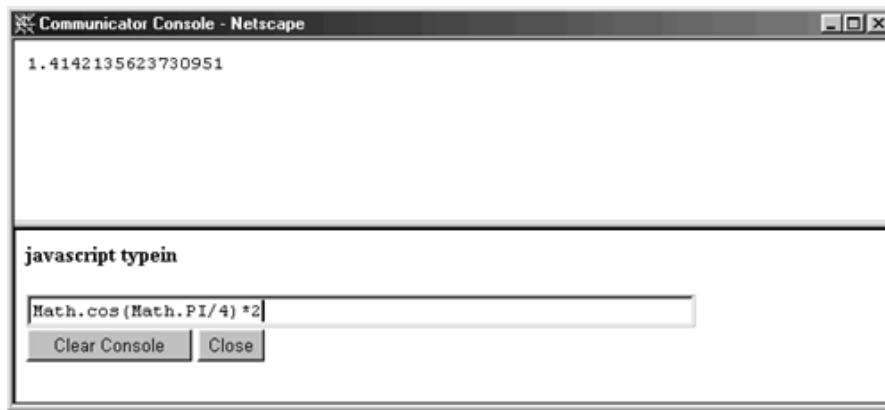 Communicator Console - Netscape
1.4142135623730951
javascript typein
Math.cos(Math.PI/4)*2
Clear Console Close